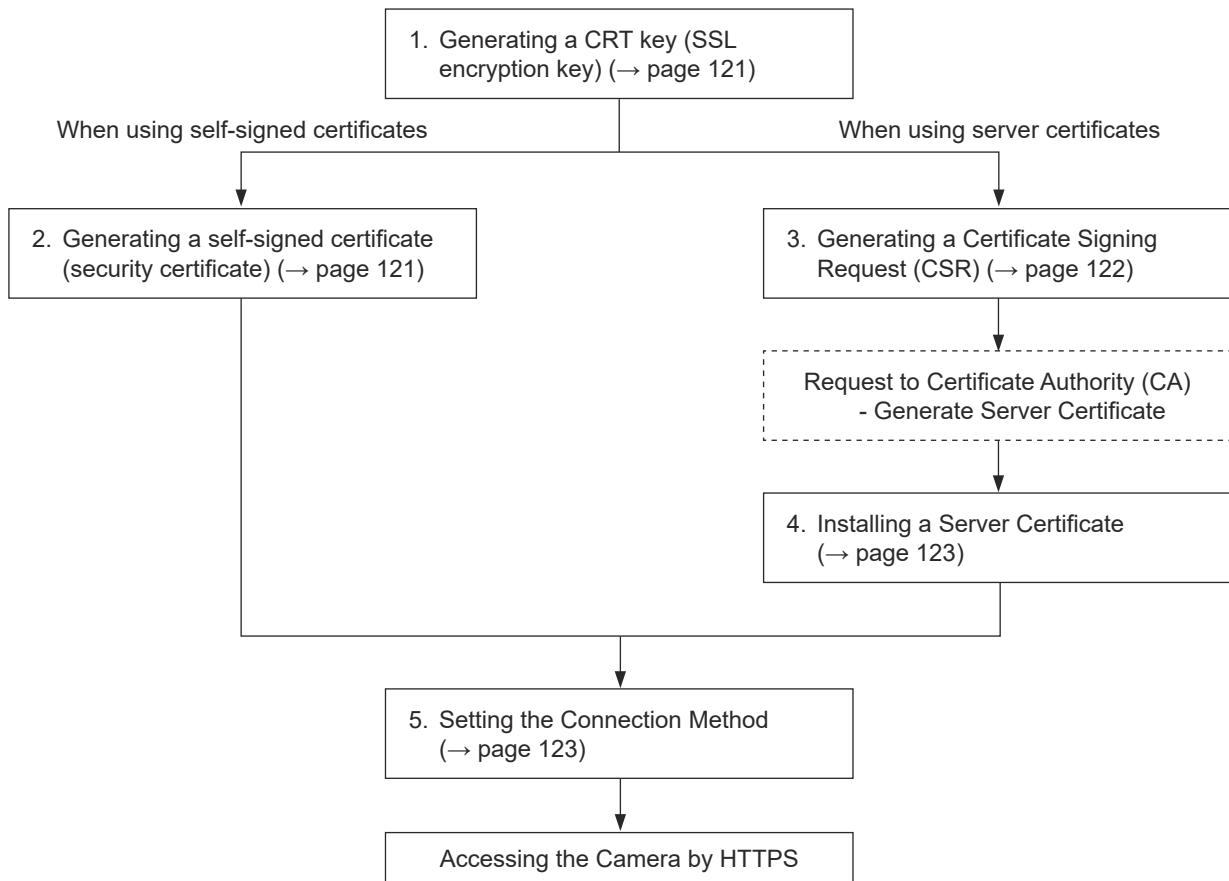 1. Generating a CRT key (SSL
encryption key) (→ page 121)
When using self-signed certificates
When using server certificates
2. Generating a self-signed certificate
(security certificate) (→ page 121)
3. Generating a Certificate Signing
Request (CSR) (→ page 122)
Request to Certificate Authority (CA)
- Generate Server Certificate
4. Installing a Server Certificate
(→ page 123)
5. Setting the Connection Method
(→ page 123)
Accessing the Camera by HTTPS